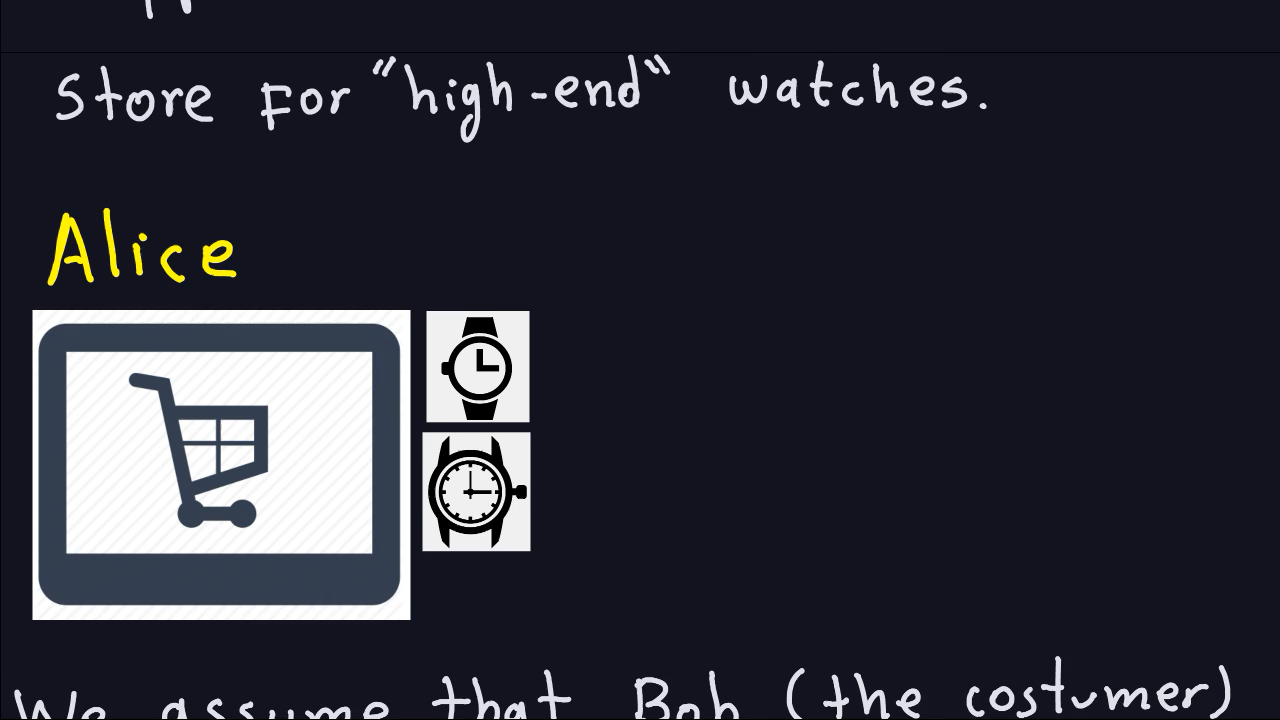 Store for "high-end" watches.
Alice
We assume that Bob (the costumer)